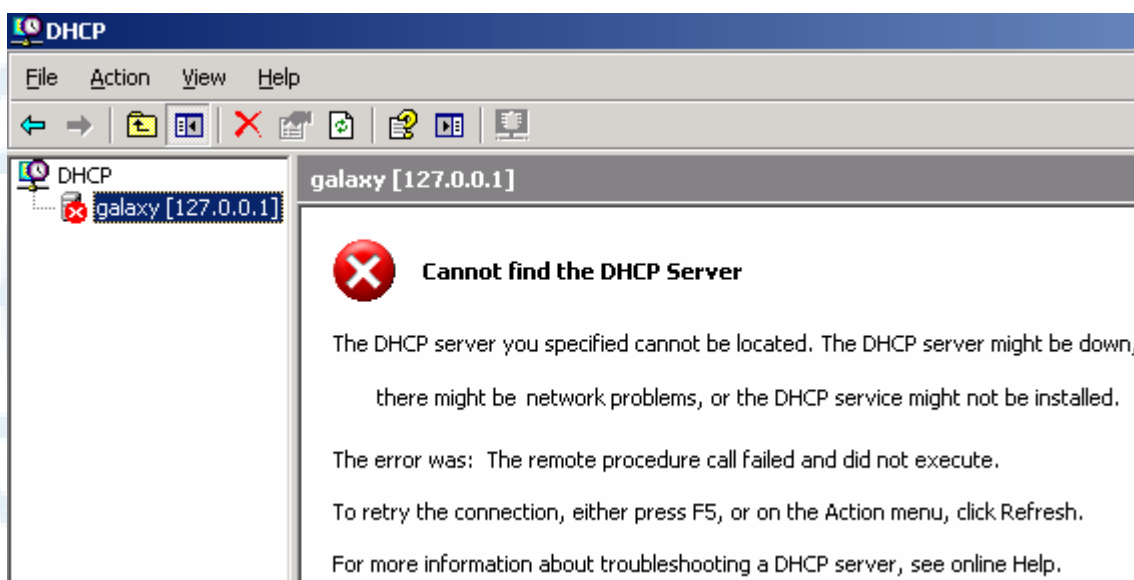 DHCP
File Action View Help
DHCP
galaxy [127.0.0.1]
galaxy [127.0.0.1]
Cannot find the DHCP Server
The DHCP server you specified cannot be located. The DHCP server might be down,
there might be network problems, or the DHCP service might not be installed.
The error was: The remote procedure call failed and did not execute.
To retry the connection, either press F5, or on the Action menu, click Refresh.
For more information about troubleshooting a DHCP server, see online Help.